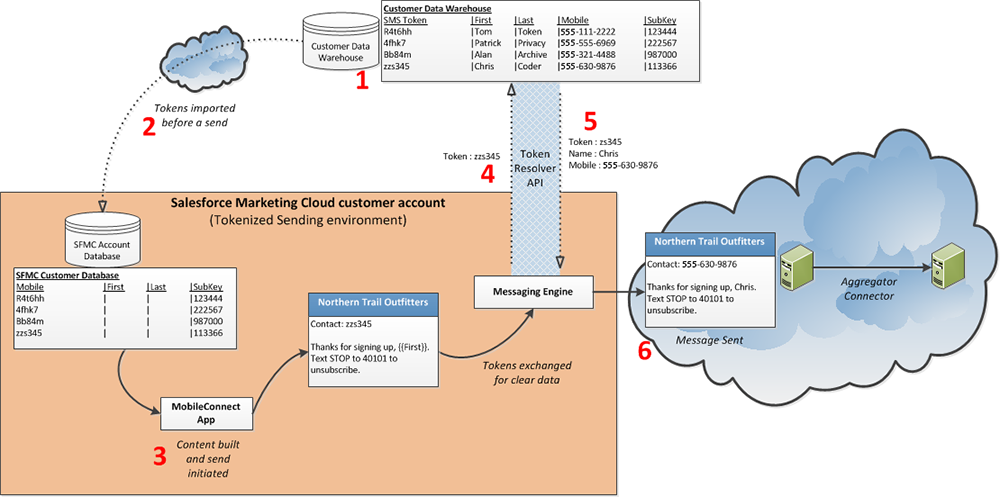 Customer Data Warehouse
SMS Token |First |Last |Mobile |SubKey
R4t6hh |Tom |Token |555-111-2222 |123444
4fhk7 |Patrick |Privacy |555-555-6969 |222567
Bb84m |Alan |Archive |555-321-4488 |987000
zzs345 |Chris |Coder |555-630-9876 |113366
Customer Data
Warehouse
1
Tokens imported
before a send
2
5
Token : zs345
Name : Chris
Mobile : 555-630-9876
Token : zzs345
4
Token
Resolver
API
Salesforce Marketing Cloud customer account
(Tokenized Sending environment)
SFMC Account
Database
SFMC Customer Database
Mobile |First |Last |SubKey
R4t6hh | | |123444
4fhk7 | | |222567
Bb84m | | |987000
zzs345 | | |113366
Northern Trail Outfitters
Contact: zzs345
Thanks for signing up, {{First}}.
Text STOP to 40101 to
unsubscribe.
Messaging Engine
Tokens exchanged
for clear data
MobileConnect
App
3
Content built
and send
initiated
Northern Trail Outfitters
Contact: 555-630-9876
Thanks for signing up, Chris.
Text STOP to 40101 to
unsubscribe.
6
Message Sent
Aggregator
Connector